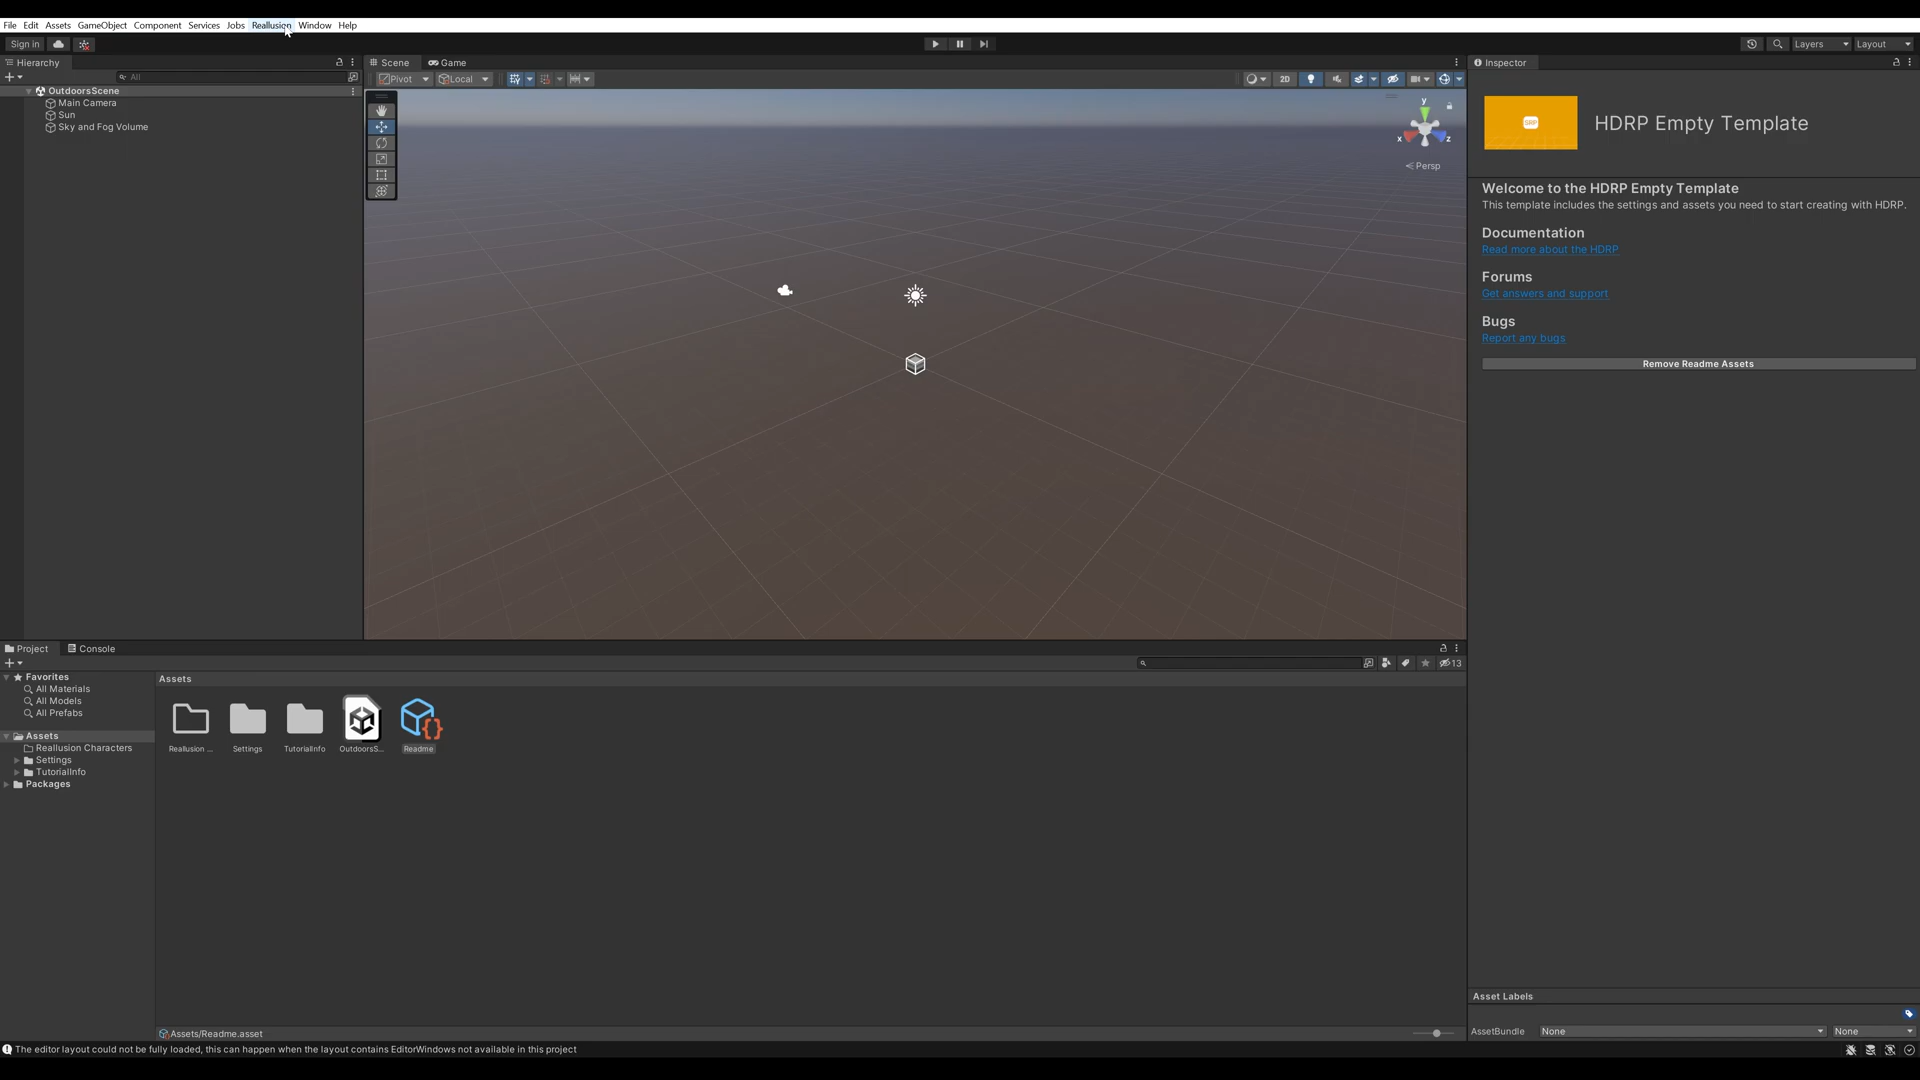 File Edit Assets GameObject Component Services Jobs Reallusion Window Help
Sign in
Layers
Layout
Hierarchy
All
OutdoorsScene
Main Camera
Sun
Sky and Fog Volume
Scene Game
Pivot Local
2D
y
x
z
Persp
Inspector
SRP
HDRP Empty Template
Welcome to the HDRP Empty Template
This template includes the settings and assets you need to start creating with HDRP.
Documentation
Read more about the HDRP
Forums
Get answers and support
Bugs
Report any bugs
Remove Readme Assets
Project Console
13
Favorites
All Materials
All Models
All Prefabs
Assets
Reallusion Characters
Settings
TutorialInfo
Packages
Assets
Reallusion ...
Settings
TutorialInfo
OutdoorsS...
Readme
Assets/Readme.asset
Asset Labels
AssetBundle None None
The editor layout could not be fully loaded, this can happen when the layout contains EditorWindows not available in this project